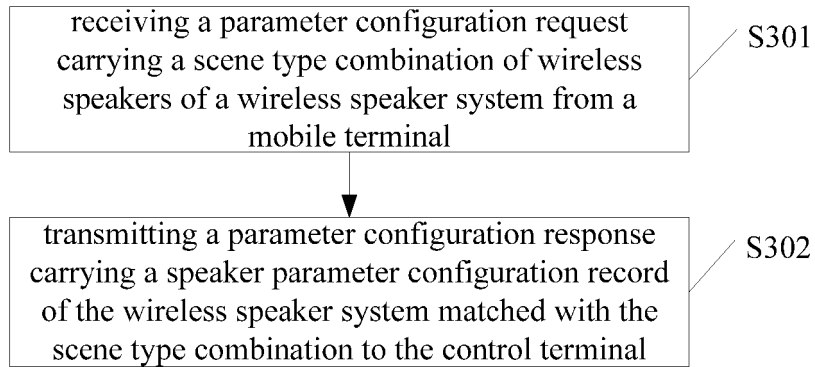 receiving a parameter configuration request
carrying a scene type combination of wireless
speakers of a wireless speaker system from a
mobile terminal
S301
transmitting a parameter configuration response
carrying a speaker parameter configuration record
of the wireless speaker system matched with the
scene type combination to the control terminal
S302